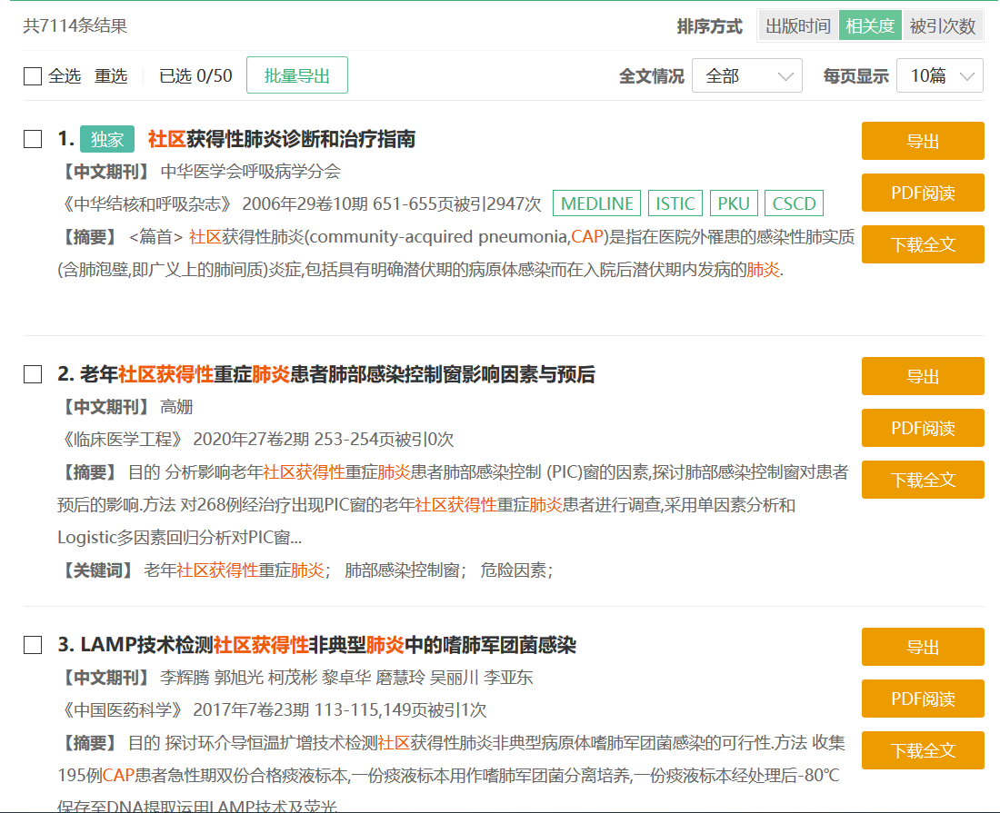 共7114条结果 排序方式 出版时间 相关度 被引次数
全选 重选 已选 0/50 批量导出 全文情况 全部 每页显示 10篇
1. 独家 社区获得性肺炎诊断和治疗指南 导出
【中文期刊】 中华医学会呼吸病学分会
《中华结核和呼吸杂志》 2006年29卷10期 651-655页被引2947次 MEDLINE ISTIC PKU CSCD PDF阅读
【摘要】 <篇首> 社区获得性肺炎(community-acquired pneumonia,CAP)是指在医院外罹患的感染性肺实质 下载全文
(含肺泡壁,即广义上的肺间质)炎症,包括具有明确潜伏期的病原体感染而在入院后潜伏期内发病的肺炎.
2. 老年社区获得性重症肺炎患者肺部感染控制窗影响因素与预后 导出
【中文期刊】 高姗
《临床医学工程》 2020年27卷2期 253-254页被引0次 PDF阅读
【摘要】 目的 分析影响老年社区获得性重症肺炎患者肺部感染控制 (PIC)窗的因素,探讨肺部感染控制窗对患者 下载全文
预后的影响.方法 对268例经治疗出现PIC窗的老年社区获得性重症肺炎患者进行调查,采用单因素分析和
Logistic多因素回归分析对PIC窗...
【关键词】 老年社区获得性重症肺炎； 肺部感染控制窗； 危险因素；
3. LAMP技术检测社区获得性非典型肺炎中的嗜肺军团菌感染 导出
【中文期刊】 李辉腾 郭旭光 柯茂彬 黎卓华 磨慧玲 吴丽川 李亚东
《中国医药科学》 2017年7卷23期 113-115,149页被引1次 PDF阅读
【摘要】 目的 探讨环介导恒温扩增技术检测社区获得性肺炎非典型病原体嗜肺军团菌感染的可行性.方法 收集 下载全文
195例CAP患者急性期双份合格痰液标本,一份痰液标本用作嗜肺军团菌分离培养,一份痰液标本经处理后-80℃
保存至DNA提取运用LAMP技术及荧光